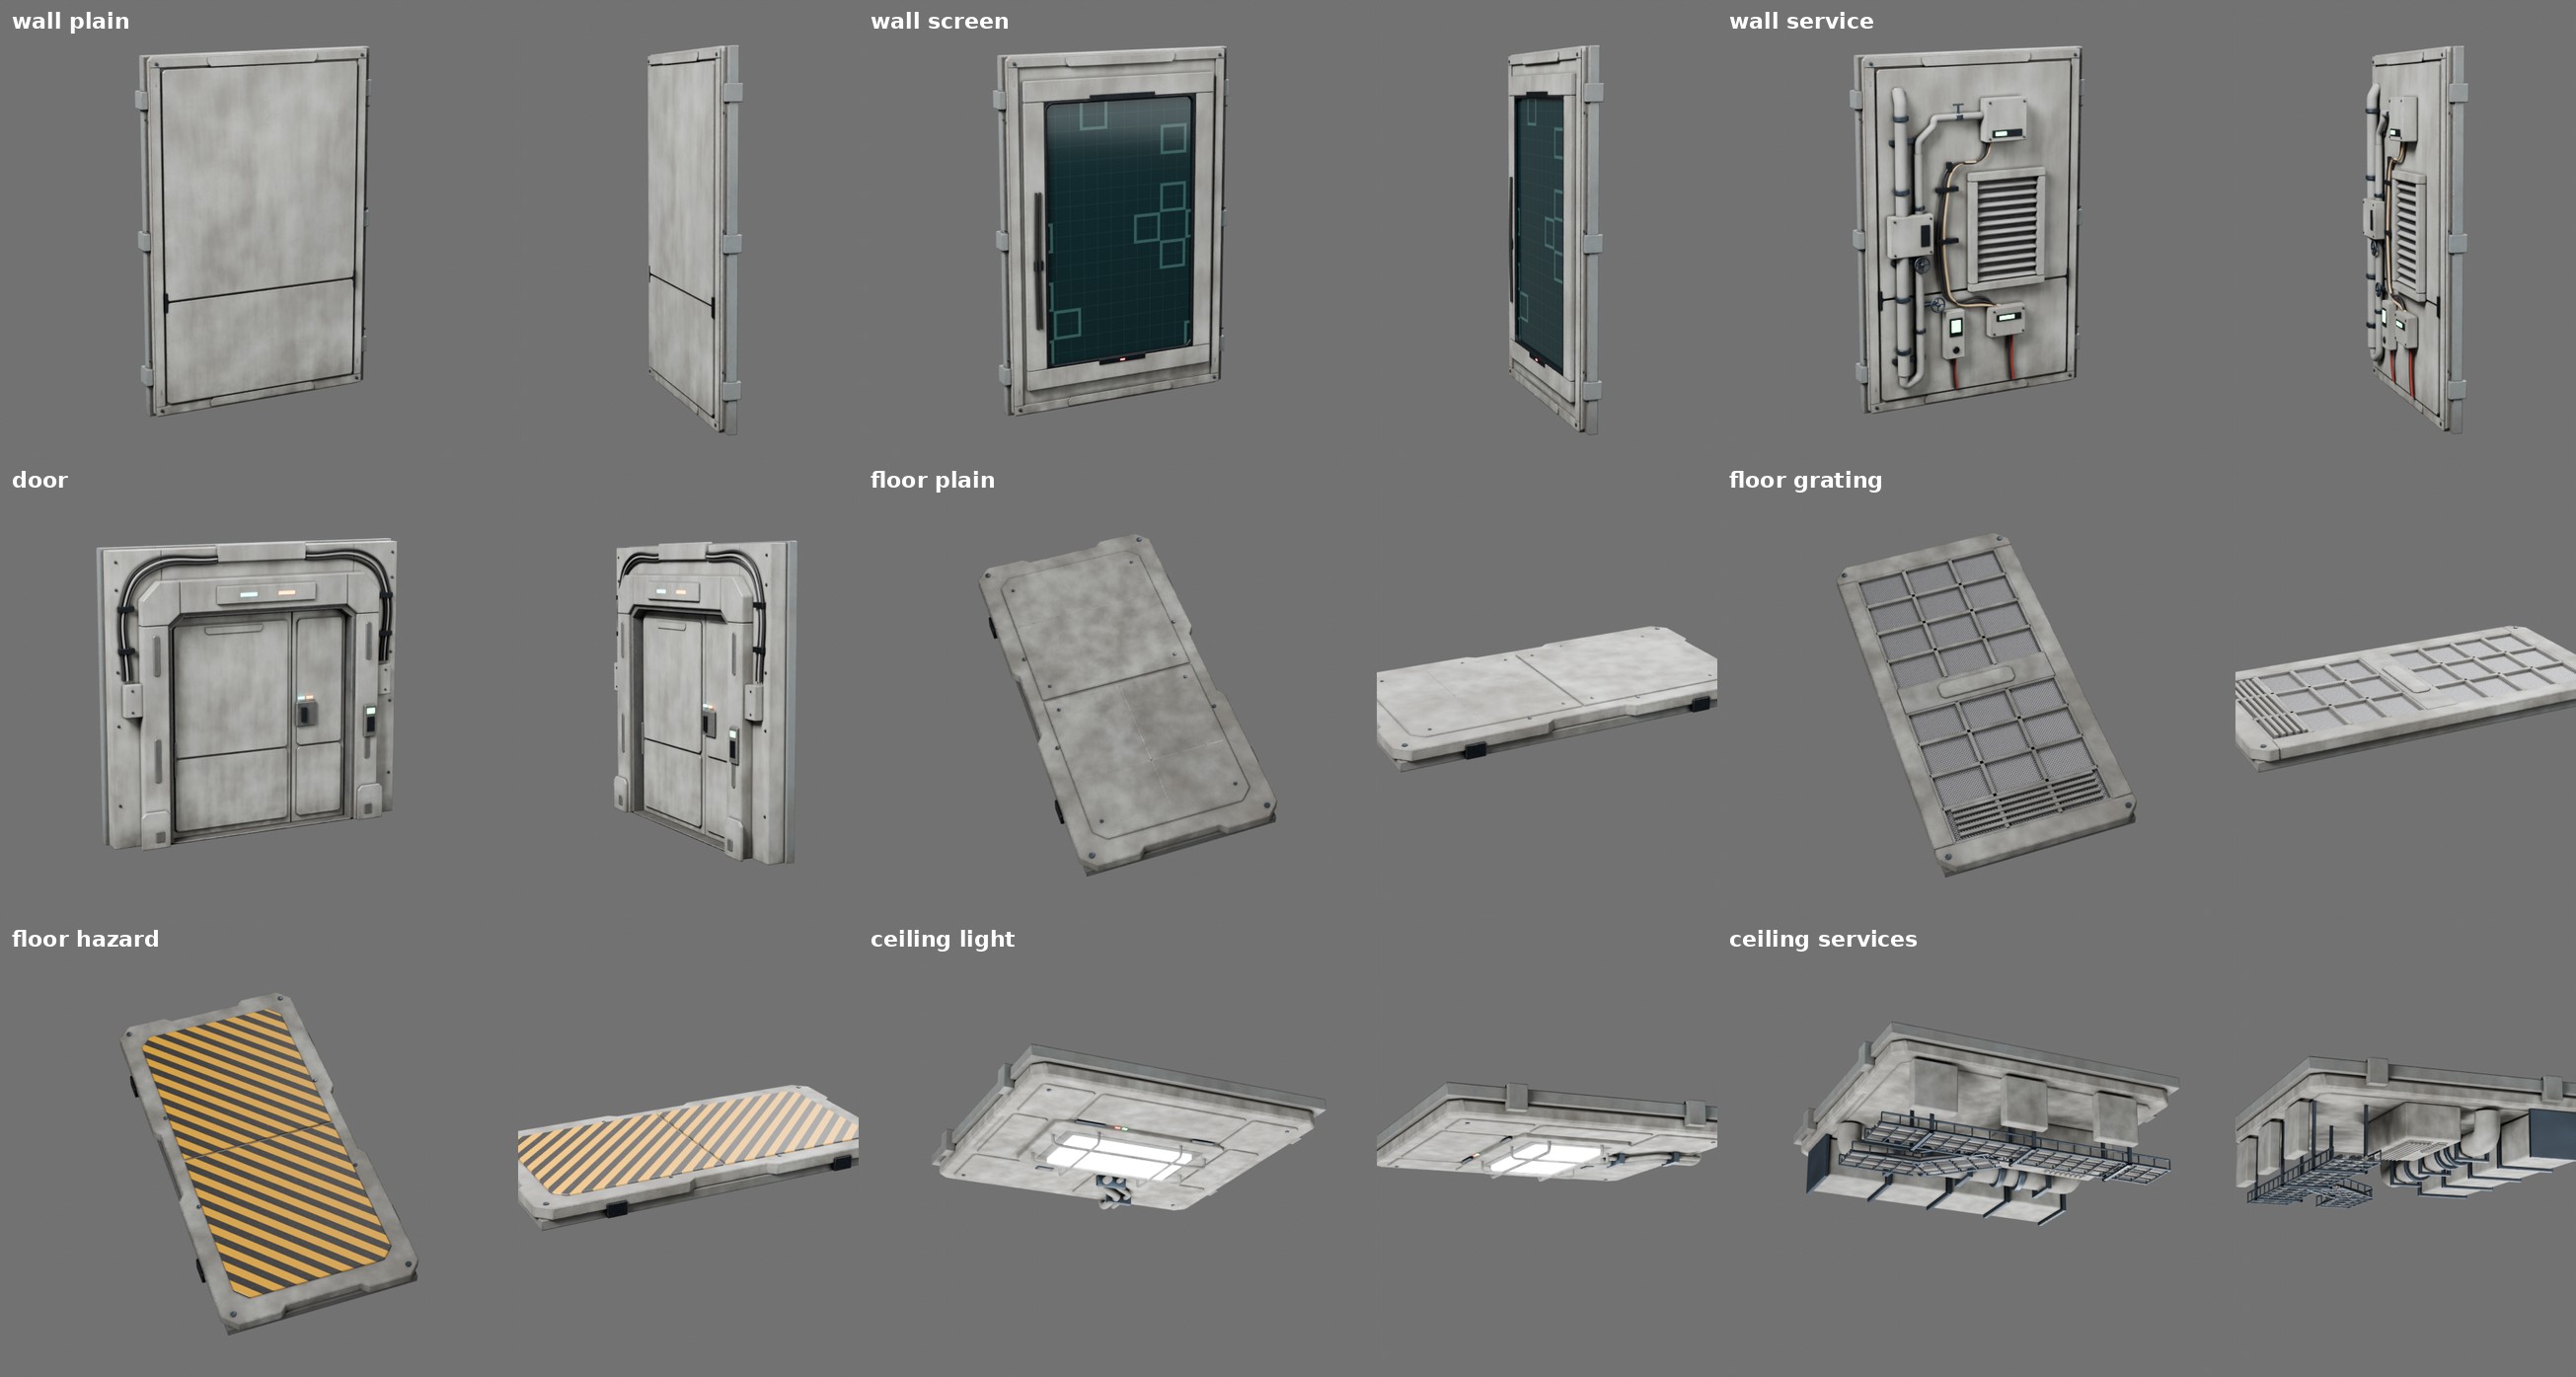 wall plain
wall screen
wall service
door
floor plain
floor grating
floor hazard
ceiling light
ceiling services